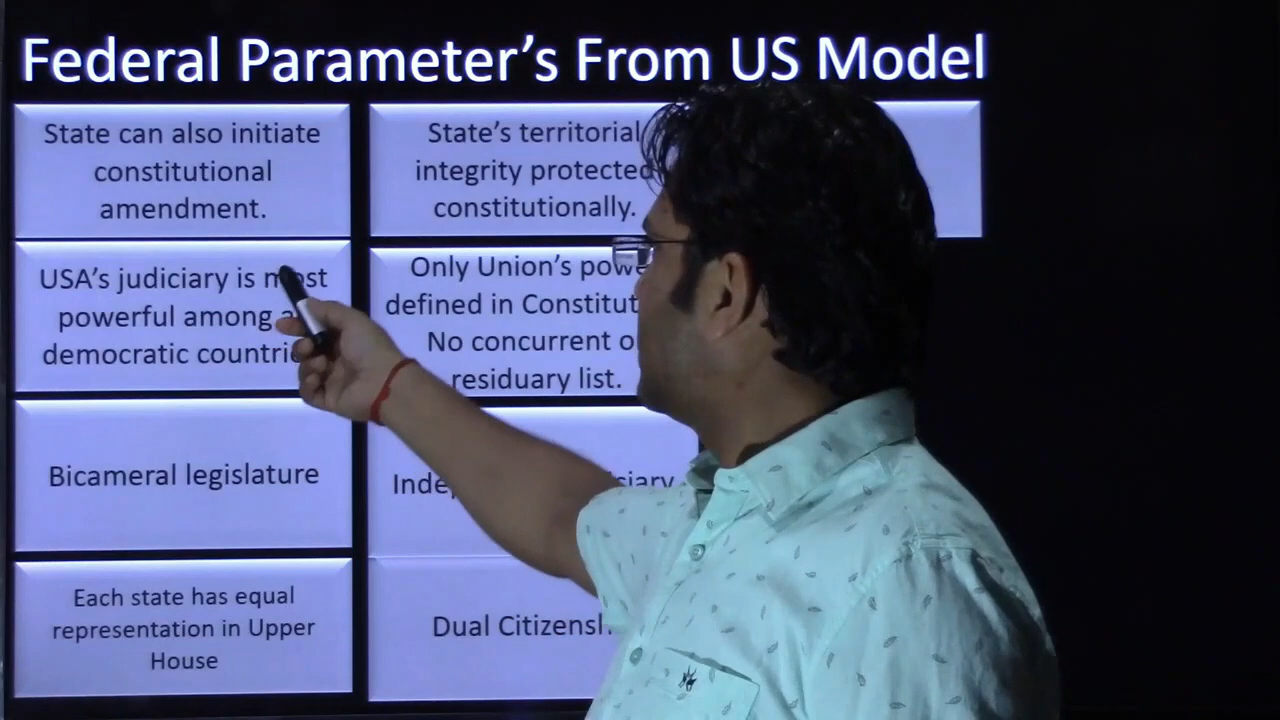 Federal Parameter's From US Model
State can also initiate
constitutional
amendment.
State's territorial
integrity protected
constitutionally.
USA's judiciary is most
powerful among
democratic
Only Union's
defined in
No concurrent
residuary list.
Bicameral legislature
Each state has equal
representation in Upper
House
Dual